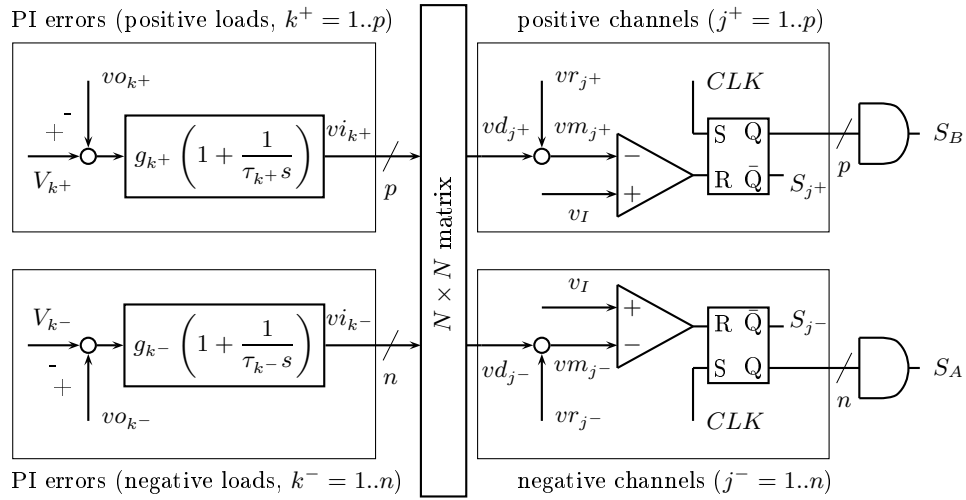 PI errors (positive loads, k⁺ = 1..p)
positive channels (j⁺ = 1..p)
vo_{k⁺}
+ -
V_{k⁺}
g_{k⁺} (1 + 1/(τ_{k⁺}s))
vi_{k⁺}
p
N × N matrix
vd_{j⁺}
vr_{j⁺}
vm_{j⁺}
−
+
v_I
CLK
S Q
R Q̄
S_{j⁺}
p
S_B
V_{k⁻}
-
+
vo_{k⁻}
g_{k⁻} (1 + 1/(τ_{k⁻}s))
vi_{k⁻}
n
v_I
+
−
vd_{j⁻}
vm_{j⁻}
vr_{j⁻}
R Q̄
S Q
S_{j⁻}
CLK
n
S_A
PI errors (negative loads, k⁻ = 1..n)
negative channels (j⁻ = 1..n)